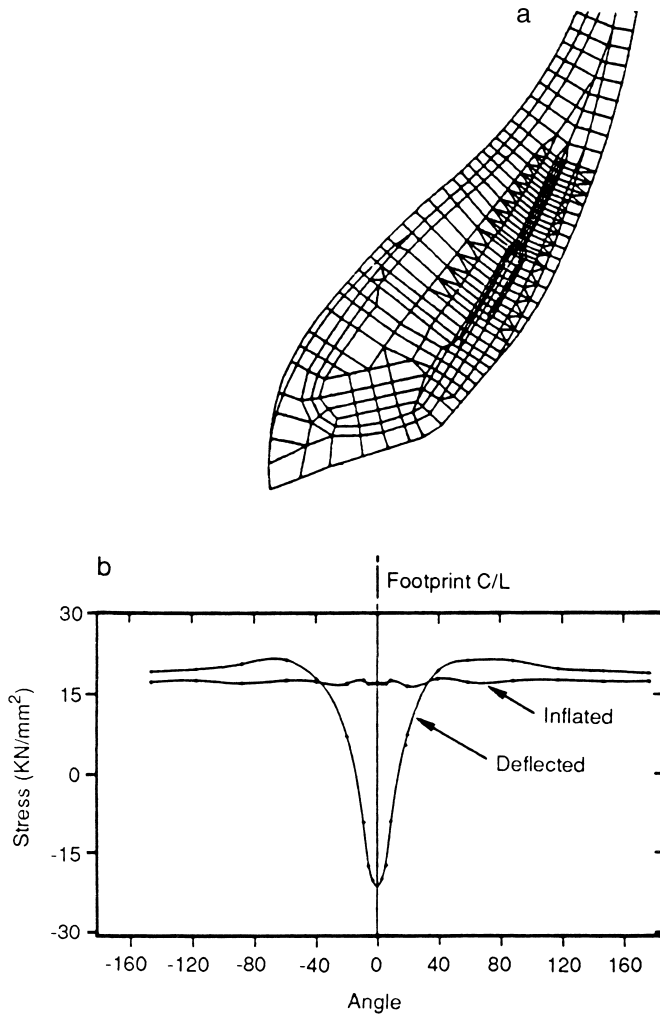 a
b
Footprint C/L
30
15
0
-15
-30
Stress (KN/mm²)
Inflated
Deflected
-160 -120 -80 -40 0 40 80 120 160
Angle